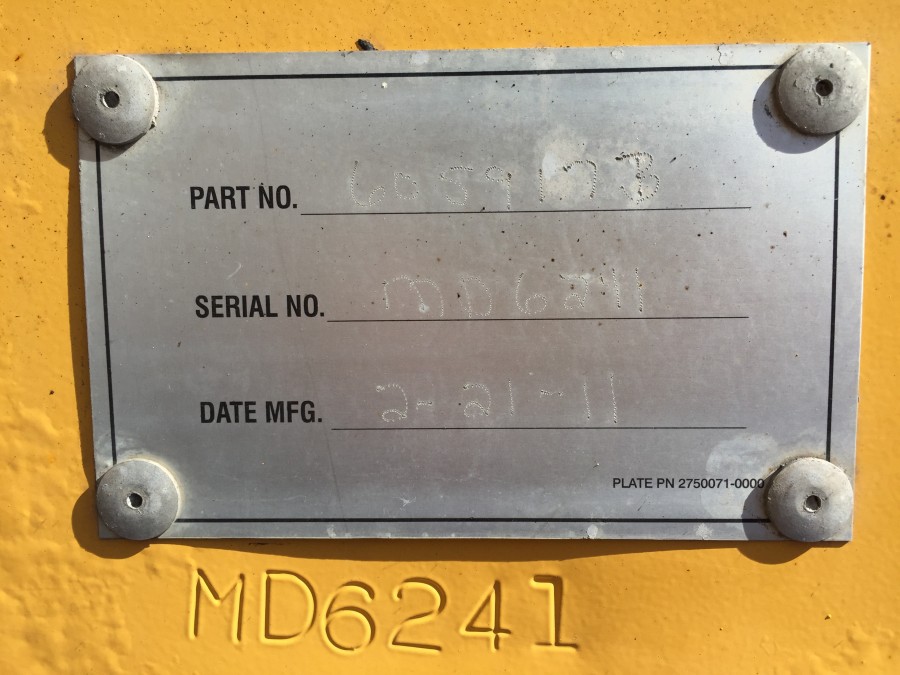 PART NO. 6059173
SERIAL NO. MD6241
DATE MFG. 2-21-11
PLATE PN 2750071-0000
MD6241